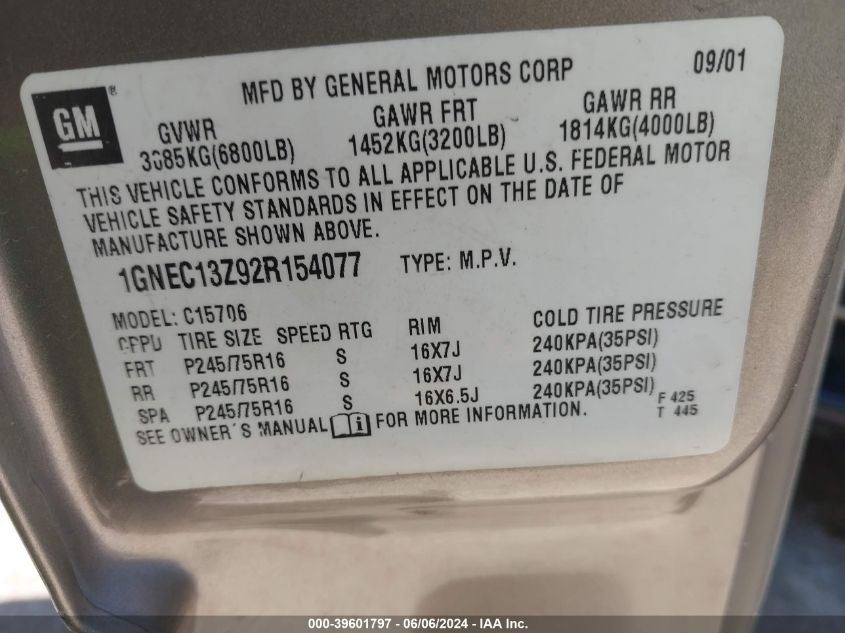 GM®
MFD BY GENERAL MOTORS CORP 09/01
GVWR GAWR FRT GAWR RR
3085KG(6800LB) 1452KG(3200LB) 1814KG(4000LB)
THIS VEHICLE CONFORMS TO ALL APPLICABLE U.S. FEDERAL MOTOR
VEHICLE SAFETY STANDARDS IN EFFECT ON THE DATE OF
MANUFACTURE SHOWN ABOVE.
1GNEC13Z92R154077 TYPE: M.P.V.
MODEL: C15706
TIRE SIZE SPEED RTG RIM COLD TIRE PRESSURE
FRT P245/75R16 S 16X7J 240KPA(35PSI)
RR P245/75R16 S 16X7J 240KPA(35PSI)
SPA P245/75R16 S 16X6.5J 240KPA(35PSI)
SEE OWNER'S MANUAL FOR MORE INFORMATION.
F 425
T 445
000-39601797 - 06/06/2024 - IAA Inc.